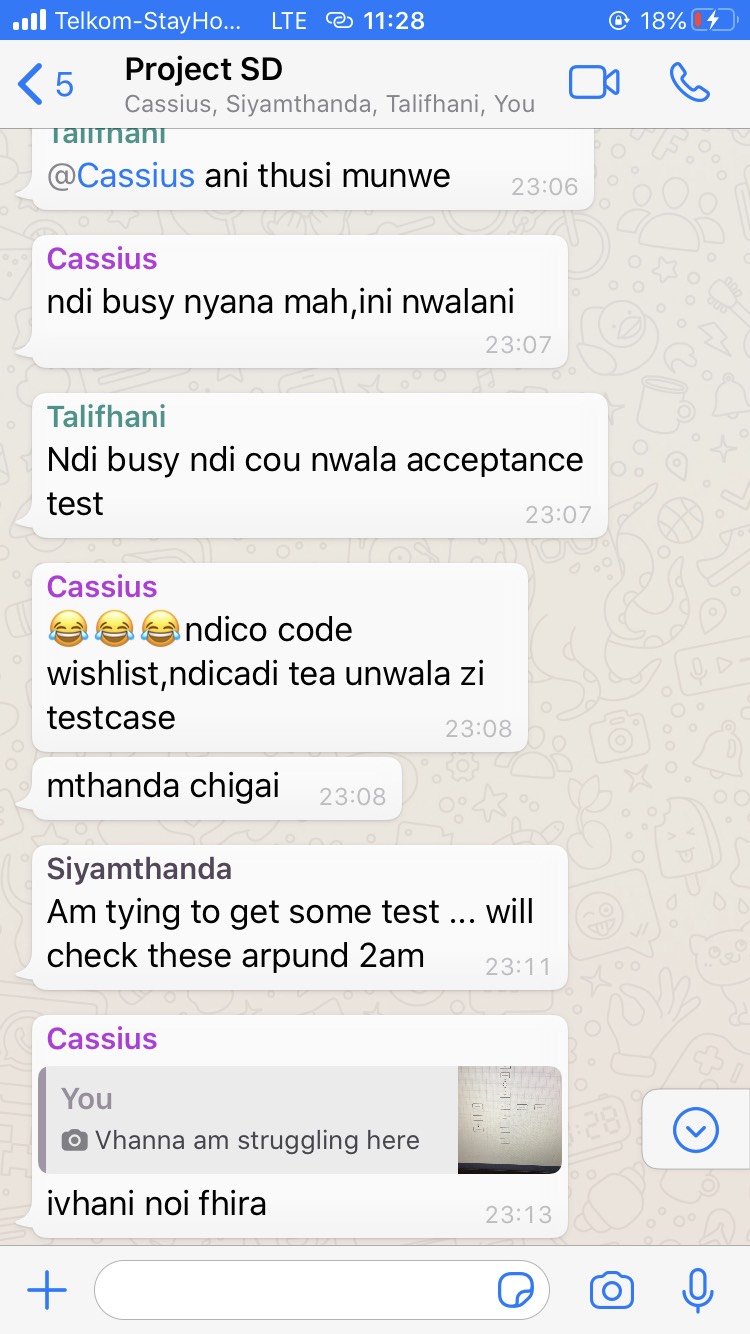 Telkom-StayHo... LTE 11:28 18%
5 Project SD
Cassius, Siyamthanda, Talifhani, You
Talifhani
@Cassius ani thusi munwe 23:06
Cassius
ndi busy nyana mah,ini nwalani
23:07
Talifhani
Ndi busy ndi cou nwala acceptance
test 23:07
Cassius
😂😂😂ndico code
wishlist,ndicadi tea unwala zi
testcase 23:08
mthanda chigai 23:08
Siyamthanda
Am tying to get some test ... will
check these arpund 2am 23:11
Cassius
You
Vhanna am struggling here
ivhani noi fhira 23:13